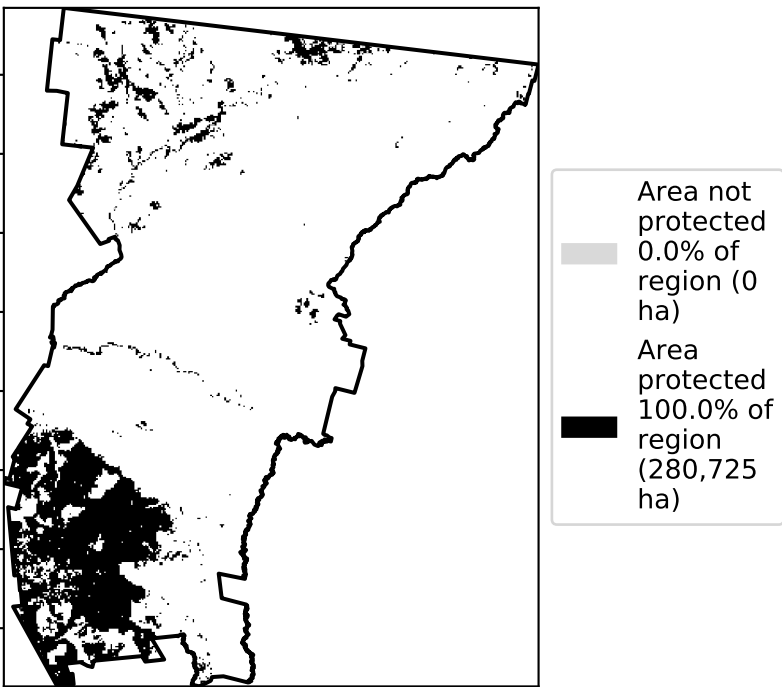 Area not
protected
0.0% of
region (0
ha)
Area
protected
100.0% of
region
(280,725
ha)